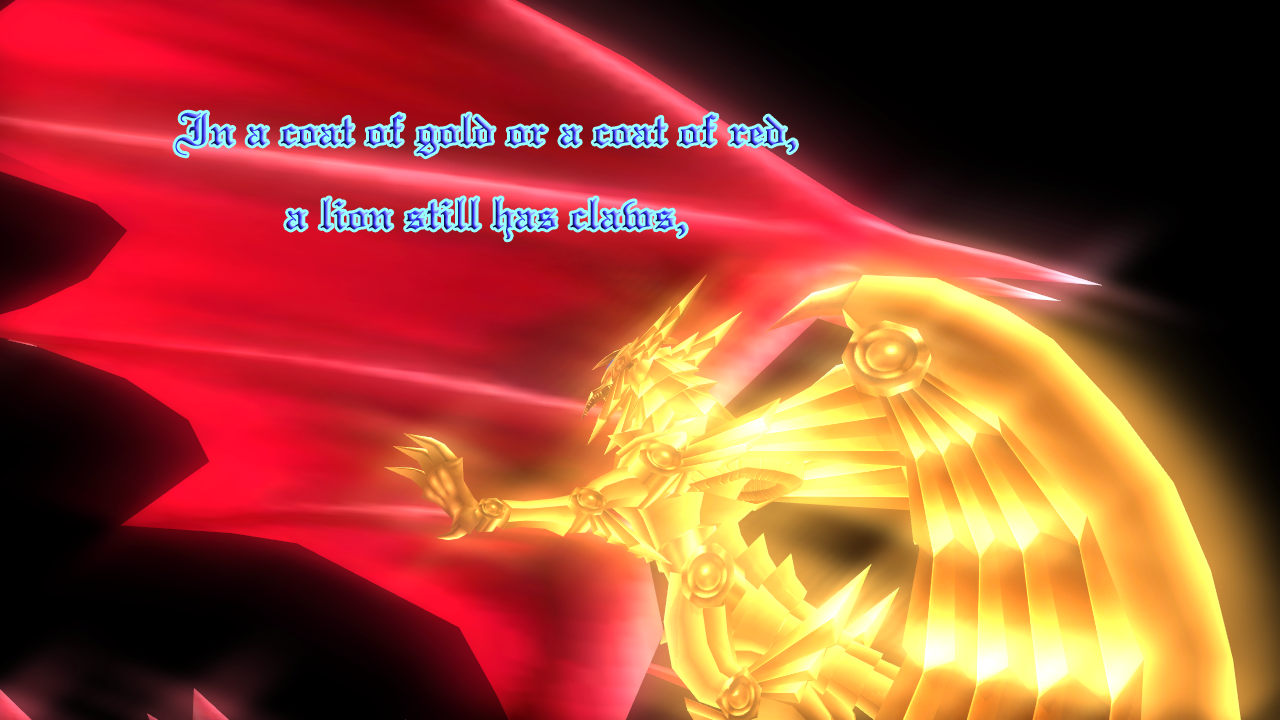 In a coat of gold or a coat of red,
a lion still has claws,